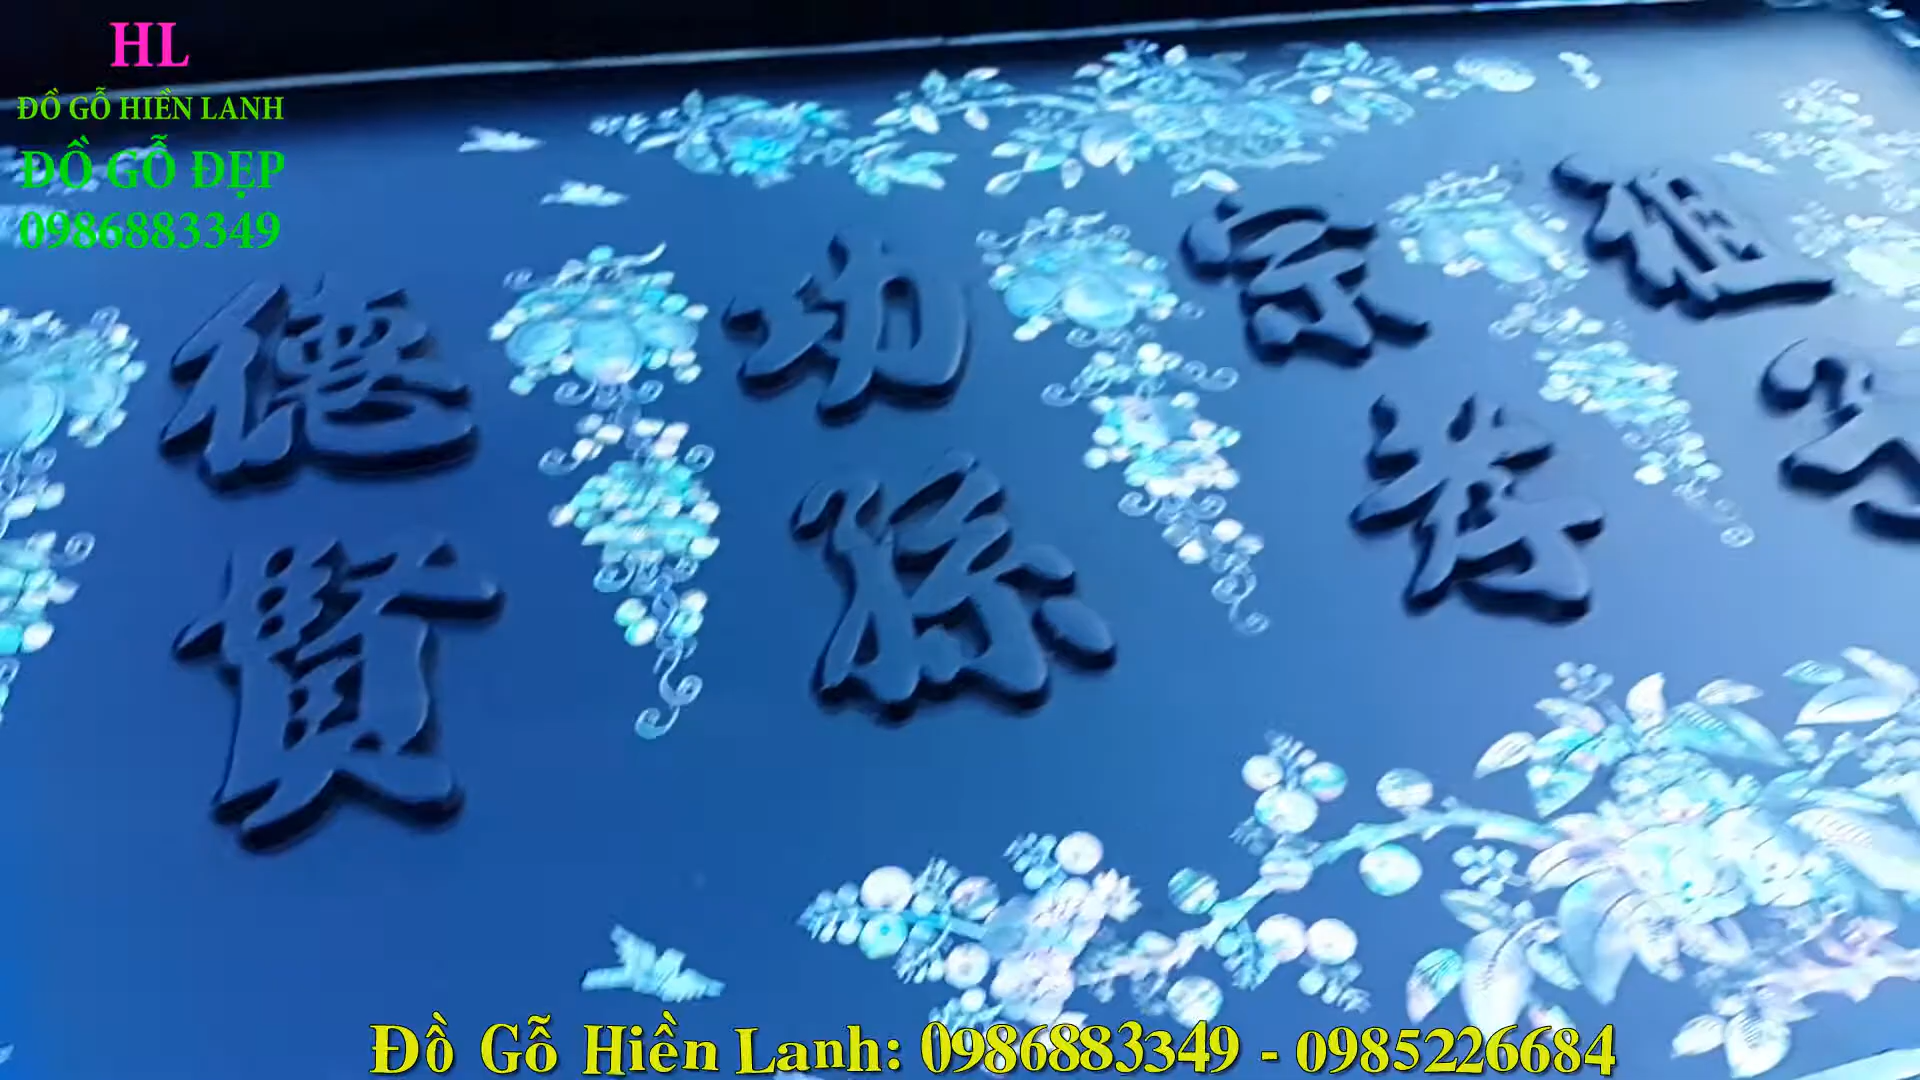 HL
ĐỒ GỖ HIỀN LANH
ĐỒ GỖ ĐẸP
0986883349
德功宗祖
賢孫孝
Đồ Gỗ Hiền Lanh: 0986883349 - 0985226684